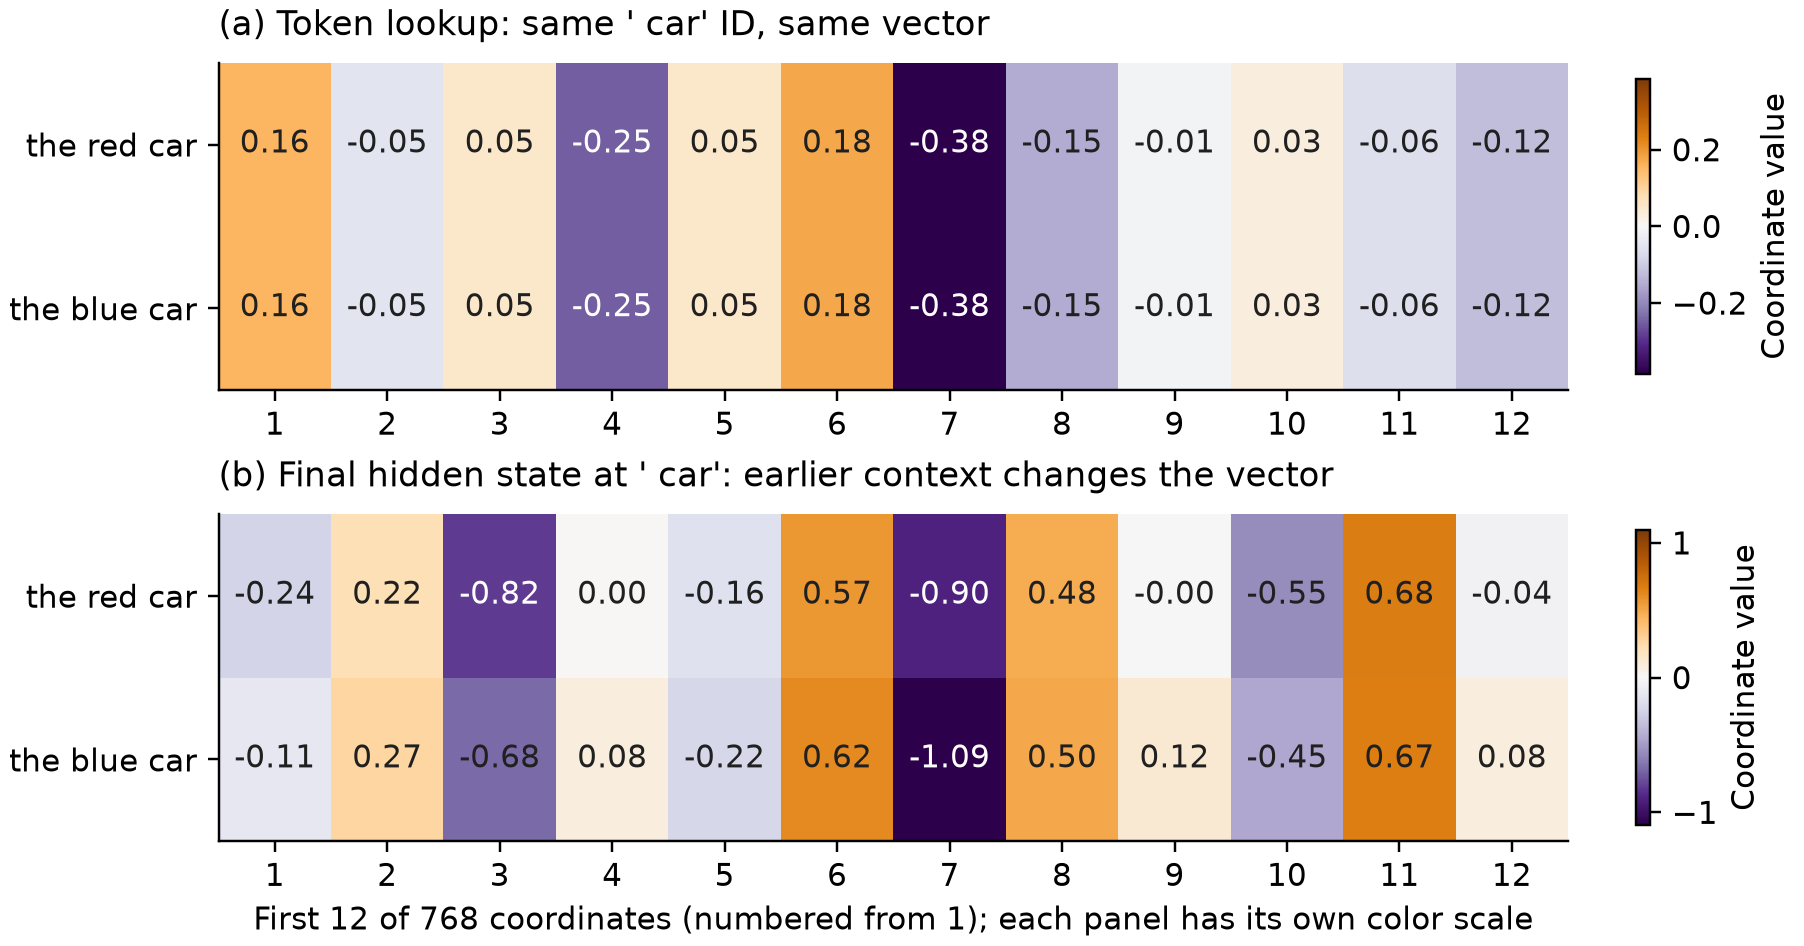 (a) Token lookup: same ' car' ID, same vector
the red car 0.16 -0.05 0.05 -0.25 0.05 0.18 -0.38 -0.15 -0.01 0.03 -0.06 -0.12
the blue car 0.16 -0.05 0.05 -0.25 0.05 0.18 -0.38 -0.15 -0.01 0.03 -0.06 -0.12
1 2 3 4 5 6 7 8 9 10 11 12
0.2
0.0
−0.2
Coordinate value
(b) Final hidden state at ' car': earlier context changes the vector
the red car -0.24 0.22 -0.82 0.00 -0.16 0.57 -0.90 0.48 -0.00 -0.55 0.68 -0.04
the blue car -0.11 0.27 -0.68 0.08 -0.22 0.62 -1.09 0.50 0.12 -0.45 0.67 0.08
1 2 3 4 5 6 7 8 9 10 11 12
1
0
−1
Coordinate value
First 12 of 768 coordinates (numbered from 1); each panel has its own color scale